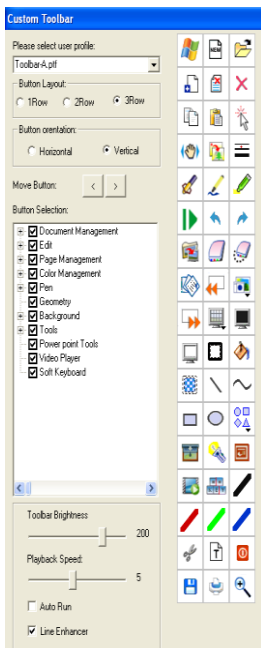 Custom Toolbar
Please select user profile:
Toolbar-A.ptf
Button Layout:
1Row 2Row 3Row
Button orentation:
Horizontal Vertical
Move Button: < >
Button Selection:
Document Management
Edit
Page Management
Color Management
Pen
Geometry
Background
Tools
Power point Tools
Video Player
Soft Keyboard
Toolbar Brightness
200
Playback Speed:
5
Auto Run
Line Enhancer
NEW
T